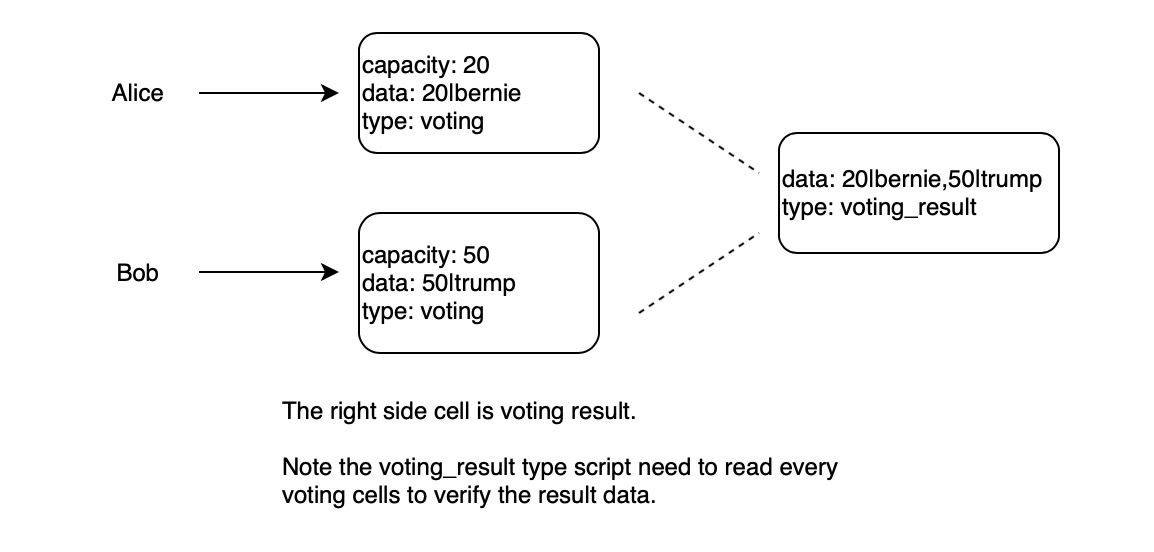 Alice
capacity: 20
data: 20|bernie
type: voting
data: 20|bernie,50|trump
type: voting_result
Bob
capacity: 50
data: 50|trump
type: voting
The right side cell is voting result.
Note the voting_result type script need to read every
voting cells to verify the result data.